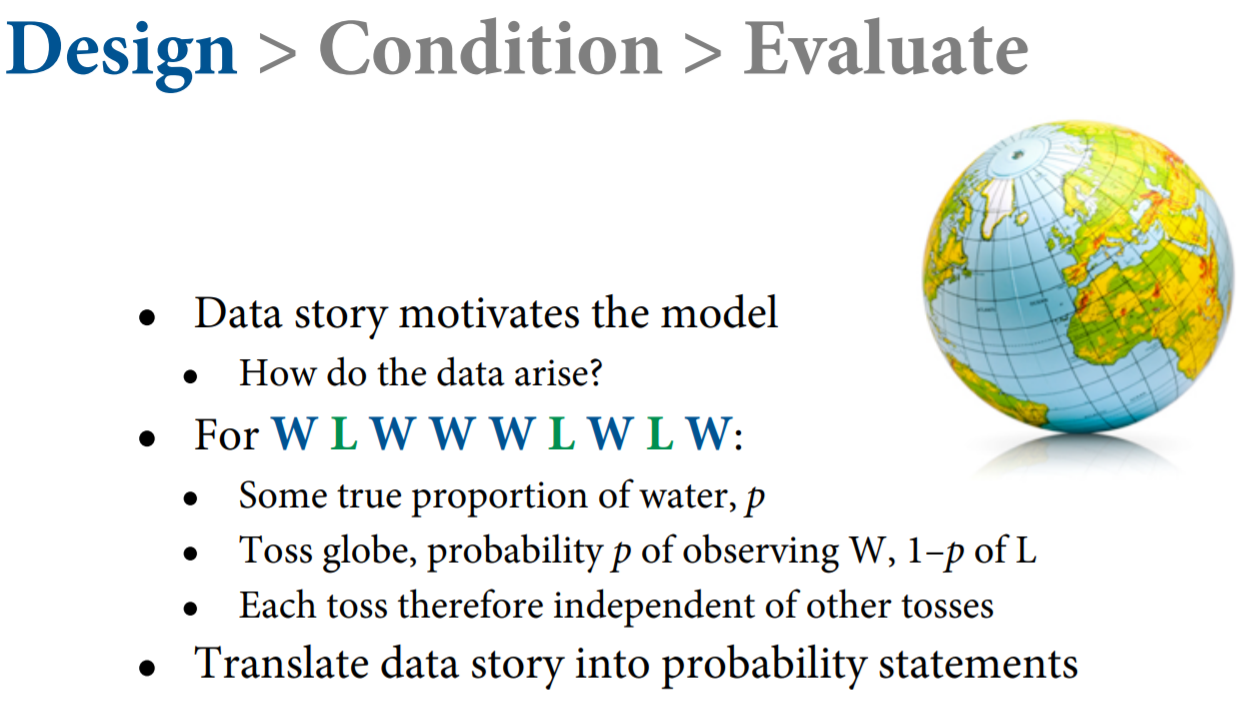 Design > Condition > Evaluate
• Data story motivates the model
• How do the data arise?
• For W L W W W L W L W:
• Some true proportion of water, p
• Toss globe, probability p of observing W, 1–p of L
• Each toss therefore independent of other tosses
• Translate data story into probability statements